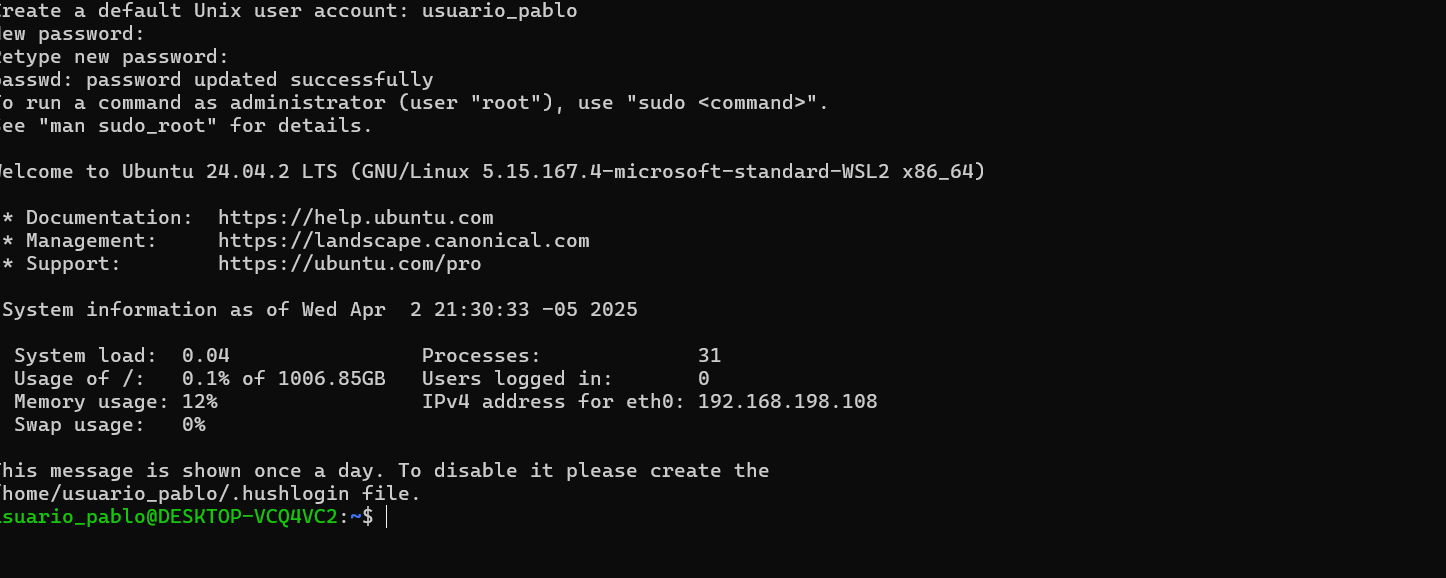 reate a default Unix user account: usuario_pablo
ew password:
etype new password:
passwd: password updated successfully
o run a command as administrator (user "root"), use "sudo <command>".
ee "man sudo_root" for details.
elcome to Ubuntu 24.04.2 LTS (GNU/Linux 5.15.167.4-microsoft-standard-WSL2 x86_64)
* Documentation:  https://help.ubuntu.com
* Management:     https://landscape.canonical.com
* Support:        https://ubuntu.com/pro
System information as of Wed Apr  2 21:30:33 -05 2025
System load:  0.04                Processes:             31
Usage of /:   0.1% of 1006.85GB   Users logged in:       0
Memory usage: 12%                 IPv4 address for eth0: 192.168.198.108
Swap usage:   0%
his message is shown once a day. To disable it please create the
/home/usuario_pablo/.hushlogin file.
usuario_pablo@DESKTOP-VCQ4VC2:~$